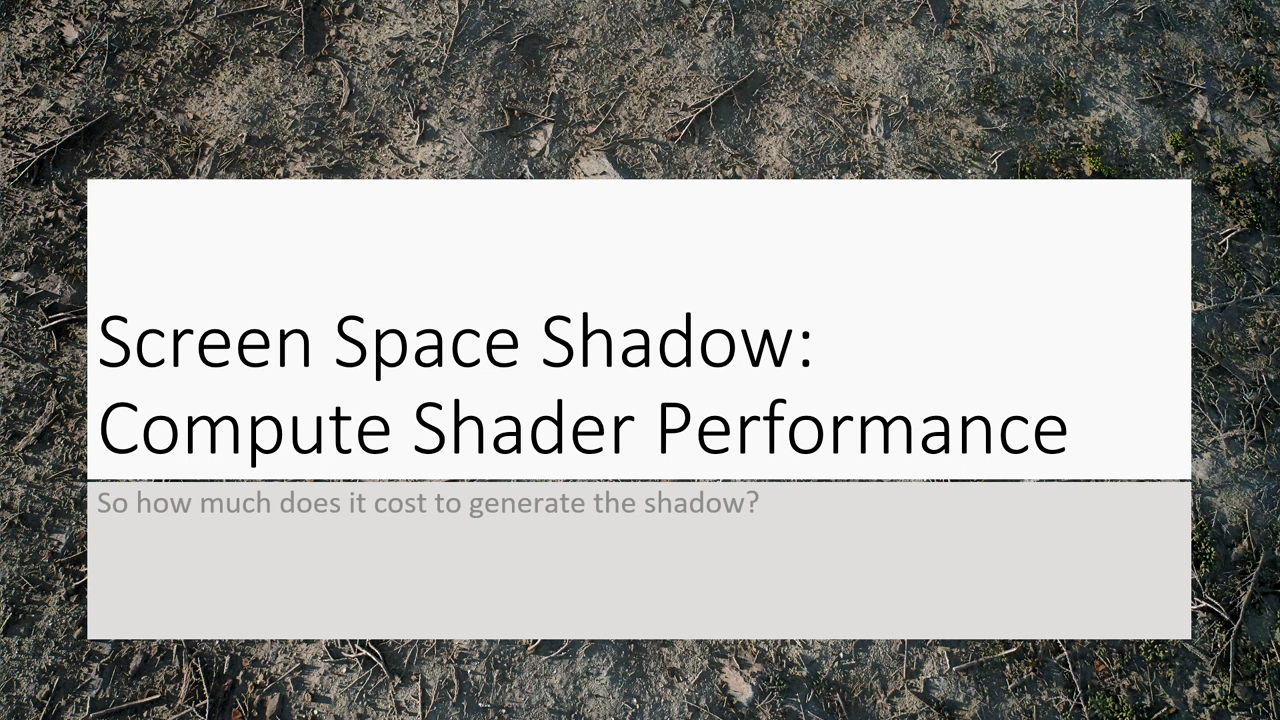 Screen Space Shadow:
Compute Shader Performance
So how much does it cost to generate the shadow?